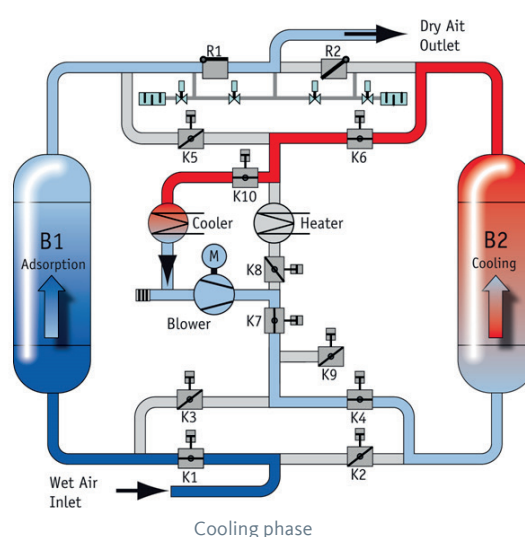 Dry Ait
Outlet
R1
R2
K5
K6
K10
B1
Adsorption
Cooler
Heater
B2
Cooling
M
K8
Blower
K7
K9
K3
K4
K1
K2
Wet Air
Inlet
Cooling phase